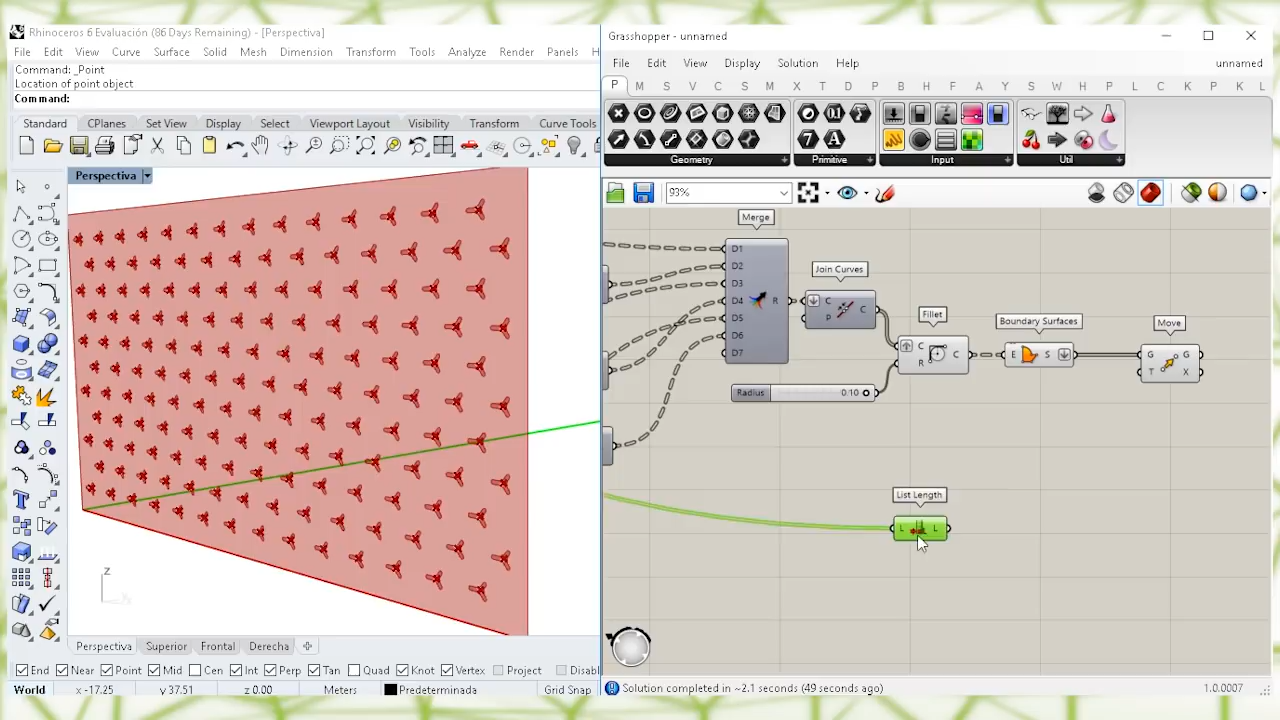 Rhinoceros 6 Evaluación (86 Days Remaining) - [Perspectiva]
File Edit View Curve Surface Solid Mesh Dimension Transform Tools Analyze Render Panels
Command: _Point
Location of point object
Command:
Standard CPlanes Set View Display Select Viewport Layout Visibility Transform Curve Tools
Perspectiva
z
Perspectiva Superior Frontal Derecha
End Near Point Mid Cen Int Perp Tan Quad Knot Vertex Project
World x -17.25 y 37.51 z 0.00 Meters Predeterminada Grid Snap
Grasshopper - unnamed
File Edit View Display Solution Help unnamed
P M S V C S M X T D P B H F A Y S W H P L C K E K L
Geometry Primitive Input Util
93%
Merge
D1
D2
D3
D4
D5
D6
D7
R
Join Curves
C
P
C
Fillet
C
R
C
Boundary Surfaces
E S
Move
G G
T X
Radius 0.10
List Length
L L
Solution completed in ~2.1 seconds (49 seconds ago) 1.0.0007